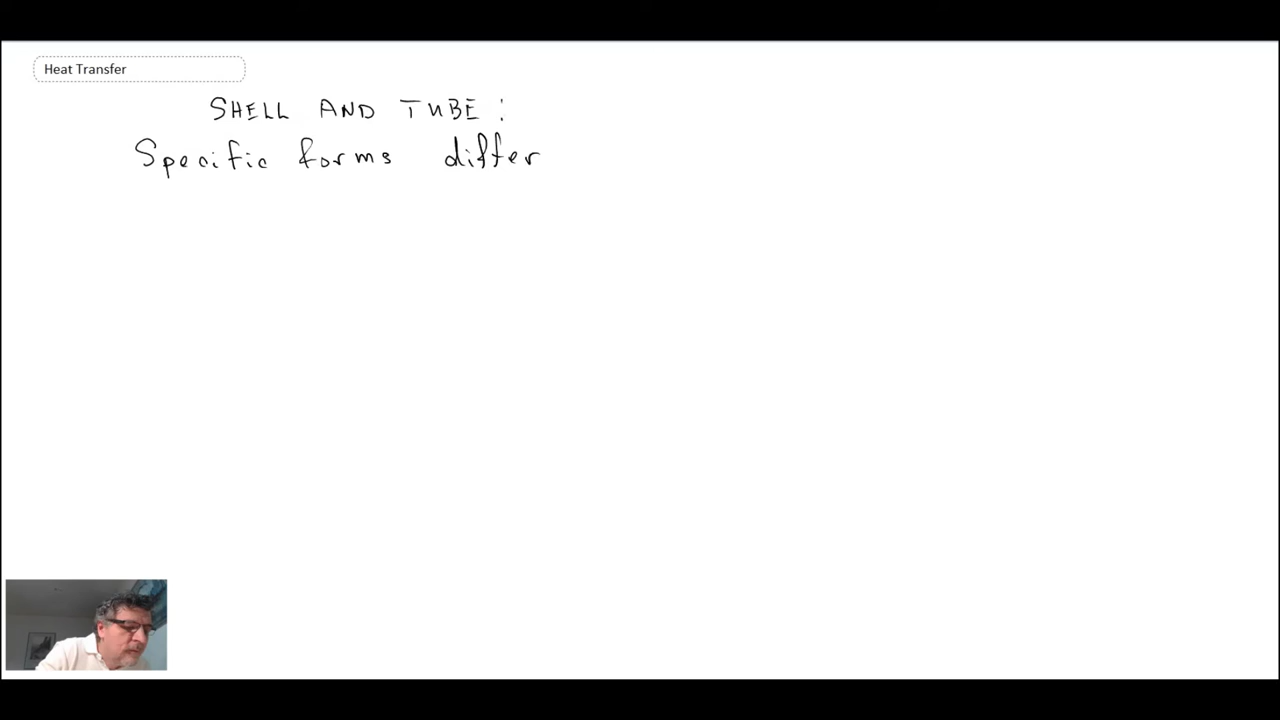 Heat Transfer
SHELL AND TUBE :
Specific forms differ